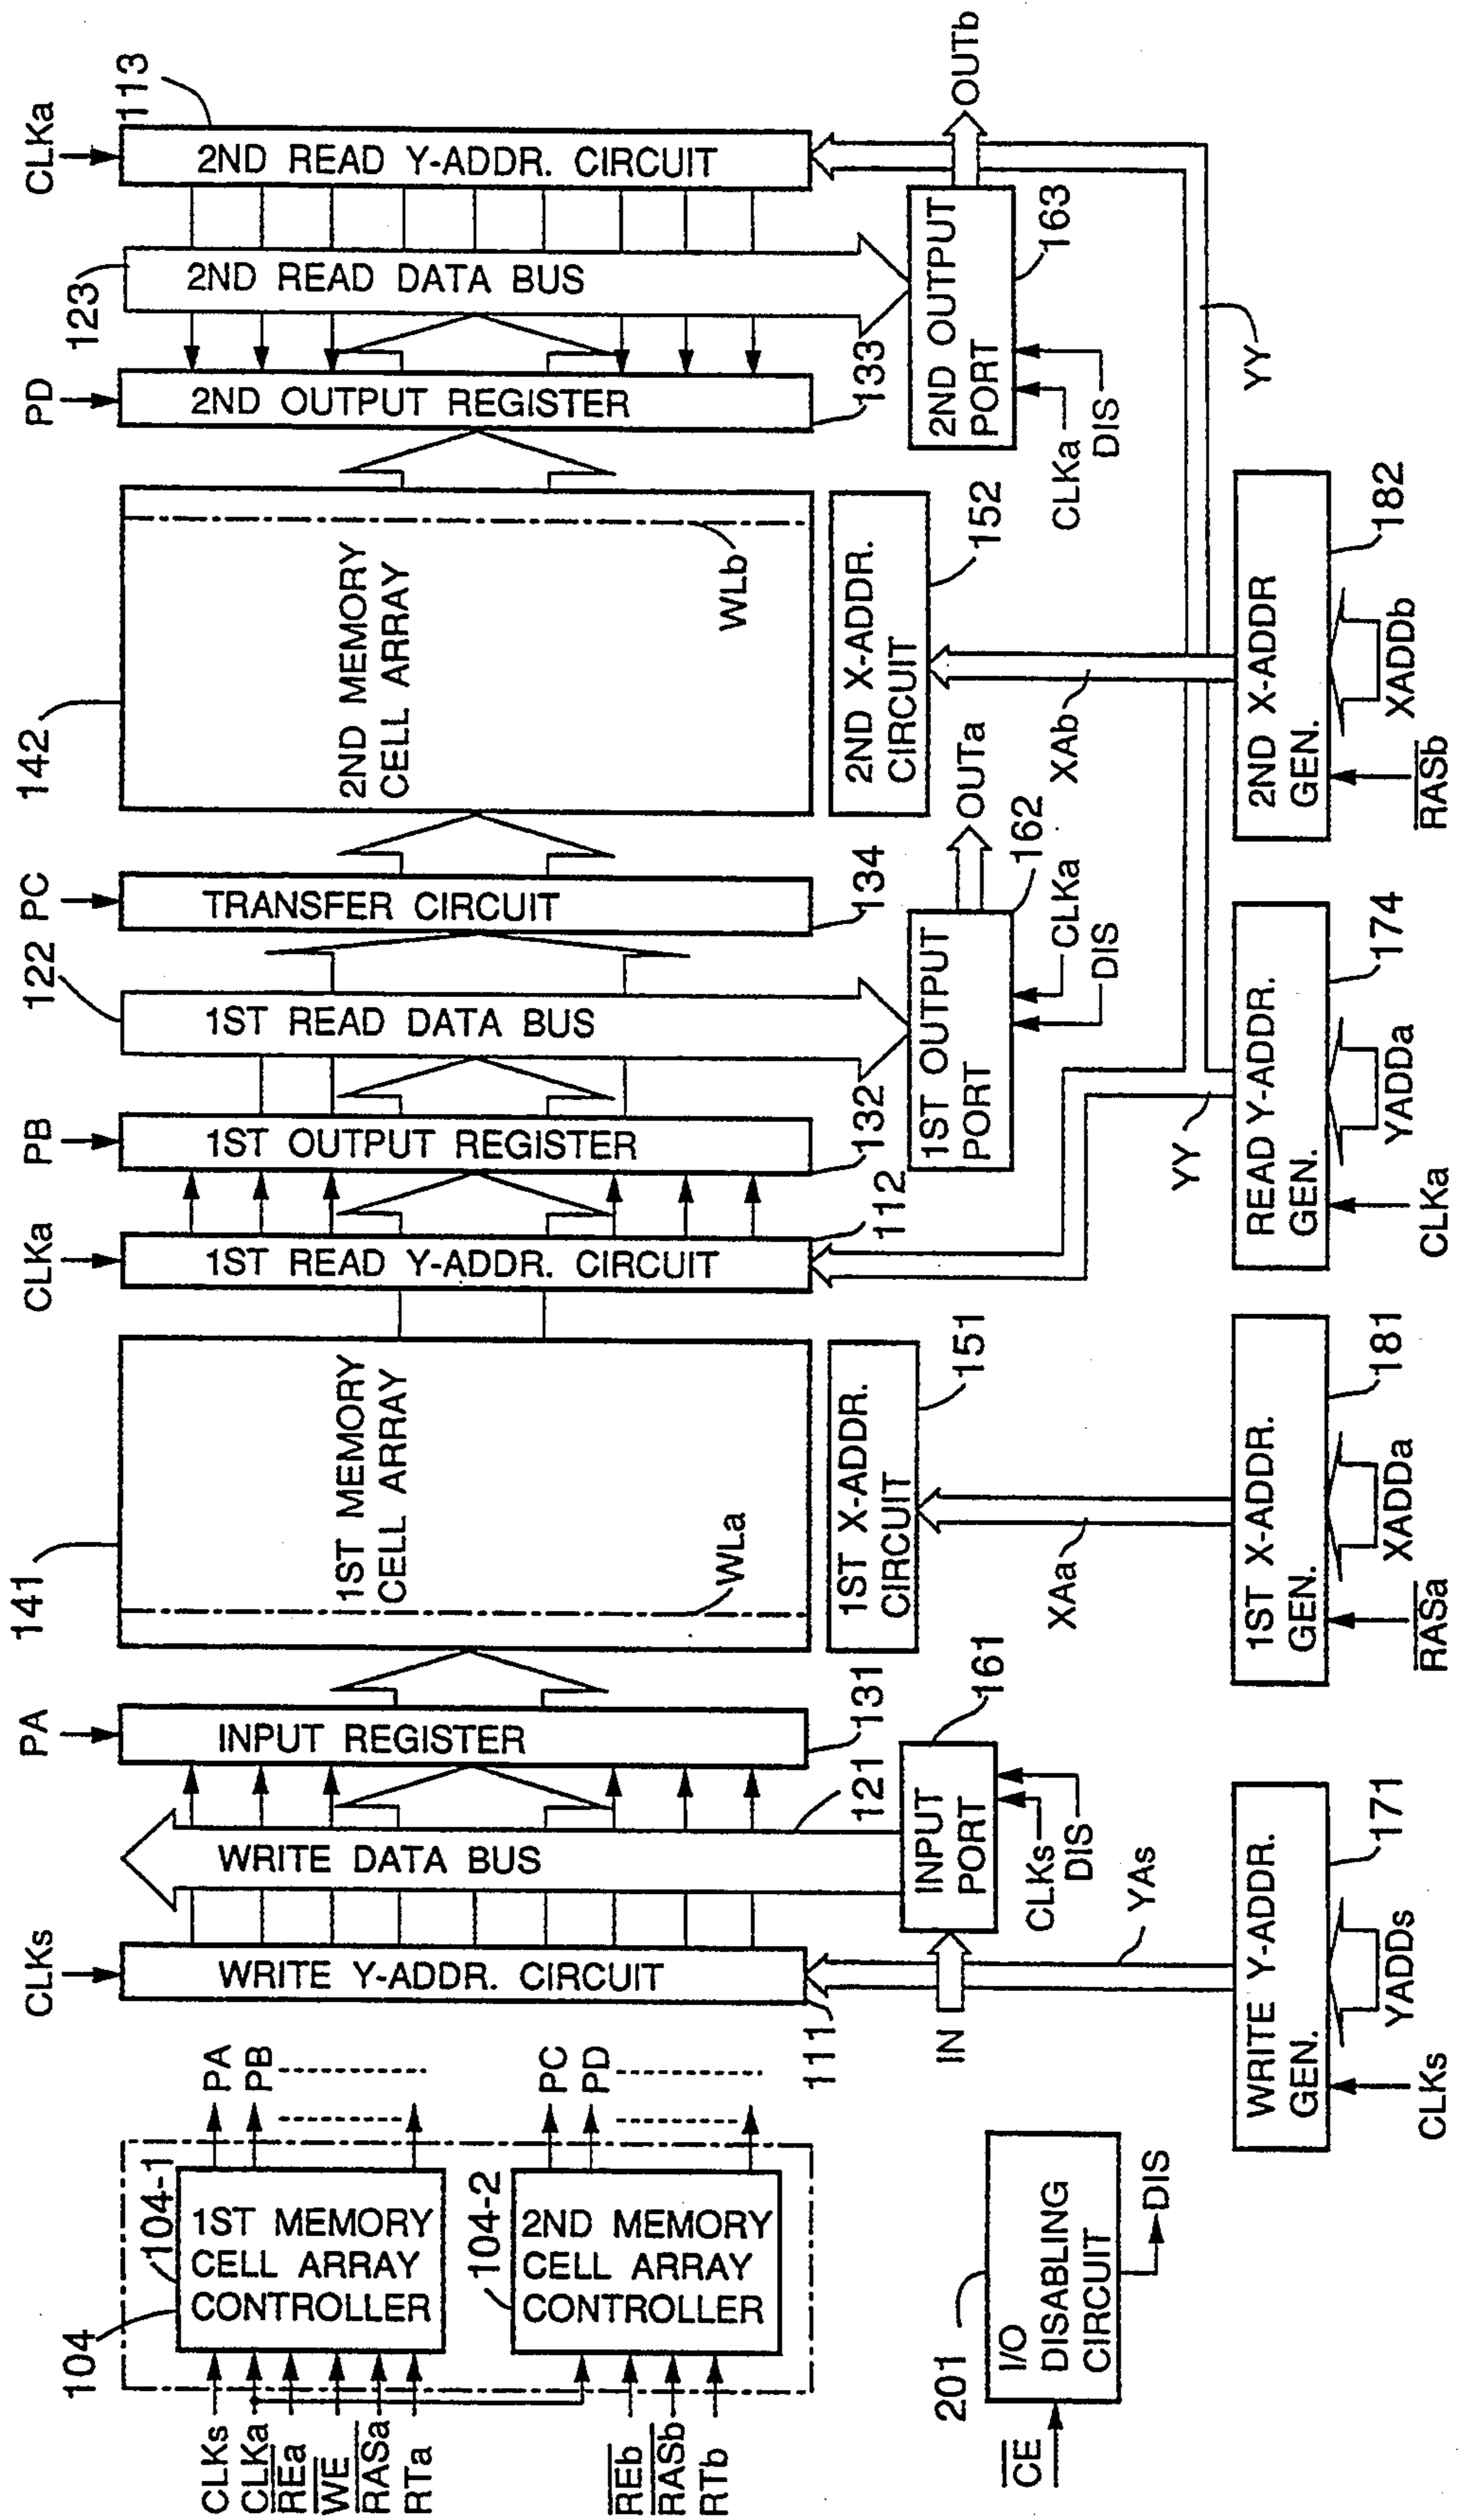 CLKs
CLKa
REa
WE
RASa
RTa
REb
RASb
RTb
104
104-1
1ST MEMORY
CELL ARRAY
CONTROLLER
104-2
2ND MEMORY
CELL ARRAY
CONTROLLER
PA
PB
PC
PD
CE
201
I/O
DISABLING
CIRCUIT
DIS
CLKs
WRITE Y-ADDR. CIRCUIT
111
WRITE DATA BUS
121
PA
INPUT REGISTER
131
IN
INPUT
PORT
161
CLKs
DIS
YAs
WRITE Y-ADDR.
GEN.
171
CLKs
YADDs
141
1ST MEMORY
CELL ARRAY
WLa
1ST X-ADDR.
CIRCUIT
151
XAa
1ST X-ADDR.
GEN.
181
RASa
XADDa
CLKa
1ST READ Y-ADDR. CIRCUIT
112
PB
1ST OUTPUT REGISTER
132
122
1ST READ DATA BUS
1ST OUTPUT
PORT
162
OUTa
CLKa
DIS
YY
READ Y-ADDR.
GEN.
174
CLKa
YADDa
PC
TRANSFER CIRCUIT
134
142
2ND MEMORY
CELL ARRAY
WLb
2ND X-ADDR.
CIRCUIT
152
XAb
2ND X-ADDR
GEN.
182
RASb
XADDb
PD
2ND OUTPUT REGISTER
133
123
2ND READ DATA BUS
CLKa
2ND READ Y-ADDR. CIRCUIT
113
2ND OUTPUT
PORT
163
OUTb
CLKa
DIS
YY